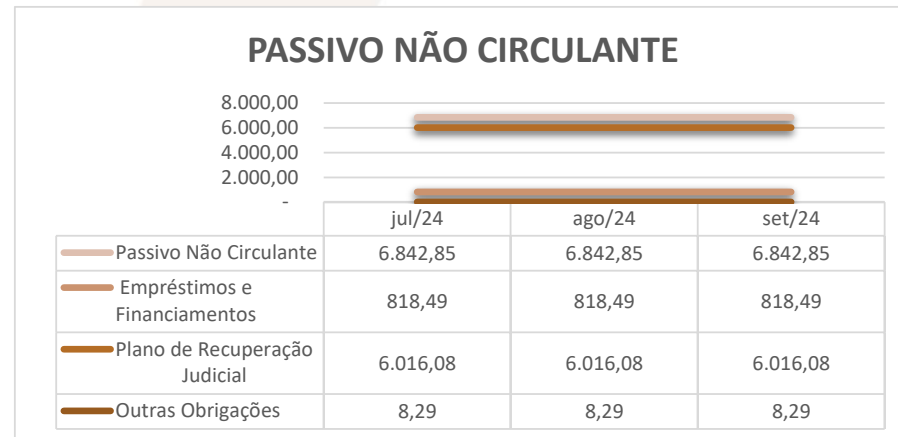 PASSIVO NÃO CIRCULANTE
8.000,00
6.000,00
4.000,00
2.000,00
-
jul/24 ago/24 set/24
Passivo Não Circulante 6.842,85 6.842,85 6.842,85
Empréstimos e
Financiamentos 818,49 818,49 818,49
Plano de Recuperação
Judicial 6.016,08 6.016,08 6.016,08
Outras Obrigações 8,29 8,29 8,29